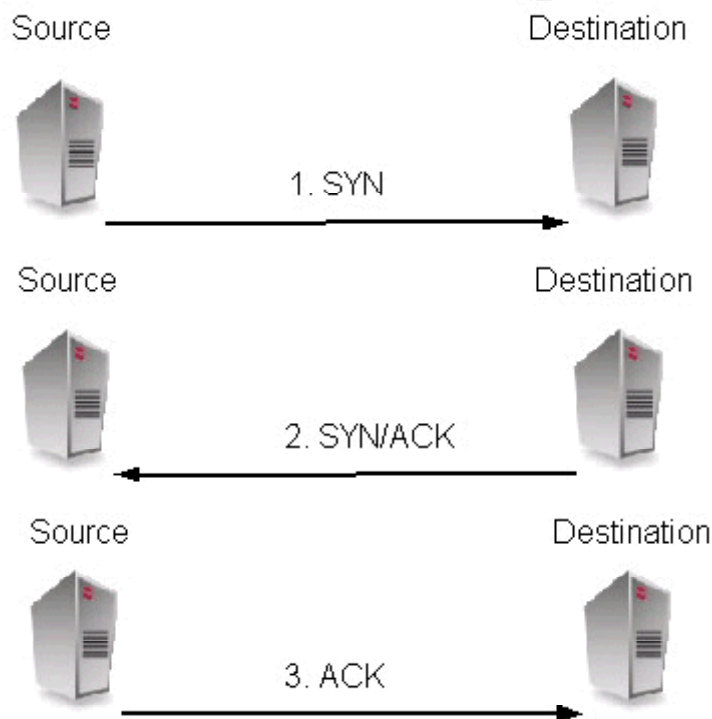 Source
Destination
1. SYN
Source
Destination
2. SYN/ACK
Source
Destination
3. ACK